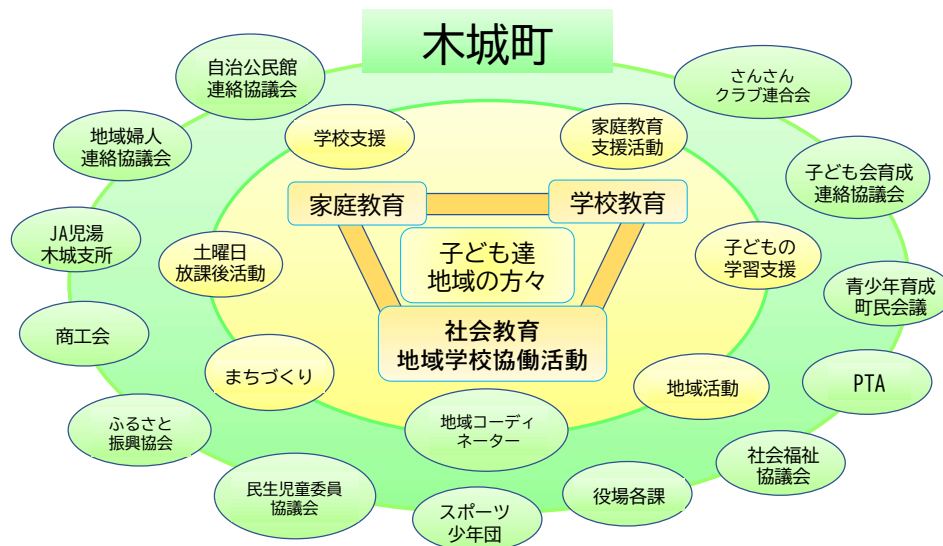 木城町
自治公民館
連絡協議会
さんさん
クラブ連合会
地域婦人
連絡協議会
学校支援
家庭教育
支援活動
子ども会育成
連絡協議会
家庭教育
学校教育
JA児湯
木城支所
土曜日
放課後活動
子ども達
地域の方々
子どもの
学習支援
青少年育成
町民会議
商工会
社会教育
地域学校協働活動
まちづくり
地域活動
PTA
ふるさと
振興協会
地域コーディ
ネーター
社会福祉
協議会
民生児童委員
協議会
スポーツ
少年団
役場各課